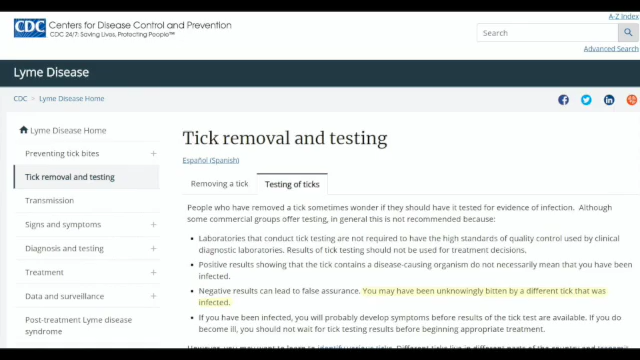 A-Z Index
CDC Centers for Disease Control and Prevention
CDC 24/7: Saving Lives, Protecting People™
Search
Advanced Search
Lyme Disease
CDC > Lyme Disease Home
Lyme Disease Home
Preventing tick bites +
Tick removal and testing
Transmission
Signs and symptoms +
Diagnosis and testing +
Treatment +
Data and surveillance +
Post-treatment Lyme disease
syndrome
Tick removal and testing
Español (Spanish)
Removing a tick
Testing of ticks
People who have removed a tick sometimes wonder if they should have it tested for evidence of infection. Although
some commercial groups offer testing, in general this is not recommended because:
• Laboratories that conduct tick testing are not required to have the high standards of quality control used by clinical
diagnostic laboratories. Results of tick testing should not be used for treatment decisions.
• Positive results showing that the tick contains a disease-causing organism do not necessarily mean that you have been
infected.
• Negative results can lead to false assurance. You may have been unknowingly bitten by a different tick that was
infected.
• If you have been infected, you will probably develop symptoms before results of the tick test are available. If you do
become ill, you should not wait for tick testing results before beginning appropriate treatment.